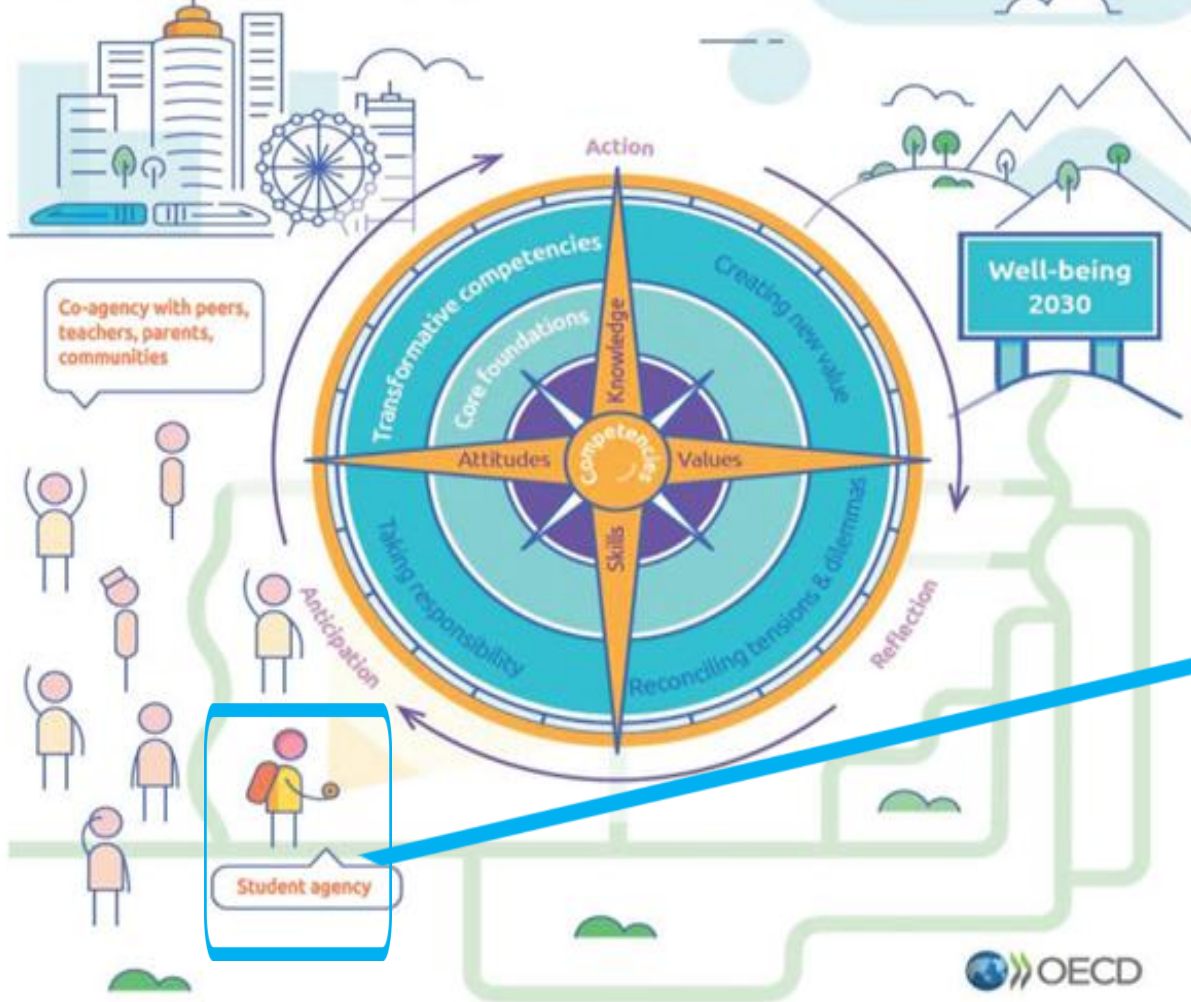 Action
Transformative competencies
Creating new value
Core foundations
Knowledge
Well-being
2030
Co-agency with peers,
teachers, parents,
communities
Attitudes
Competencies
Values
Skills
Taking responsibility
Reconciling tensions & dilemmas
Anticipation
Reflection
Student agency
OECD